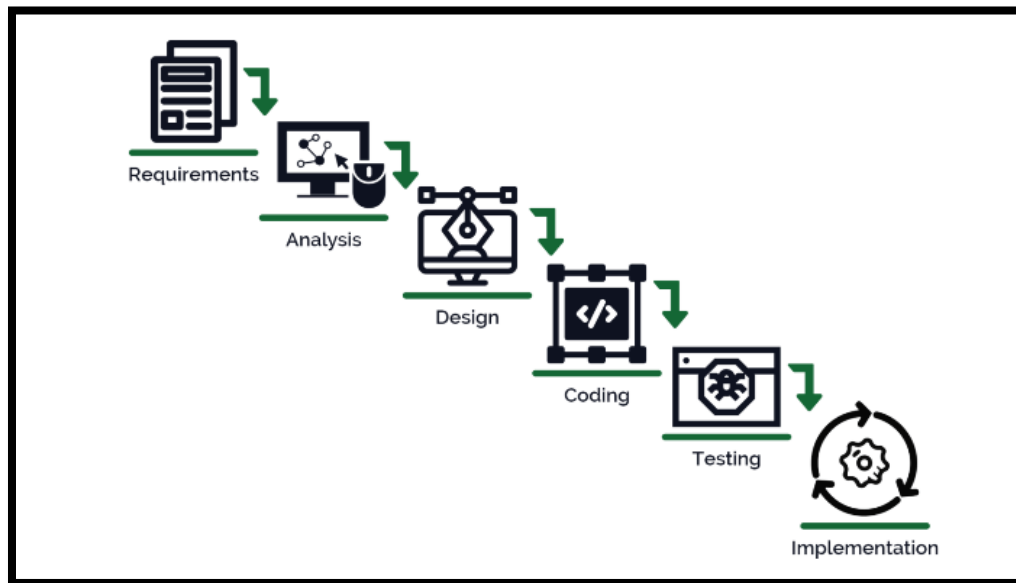 Requirements
Analysis
Design
</>
Coding
Testing
Implementation